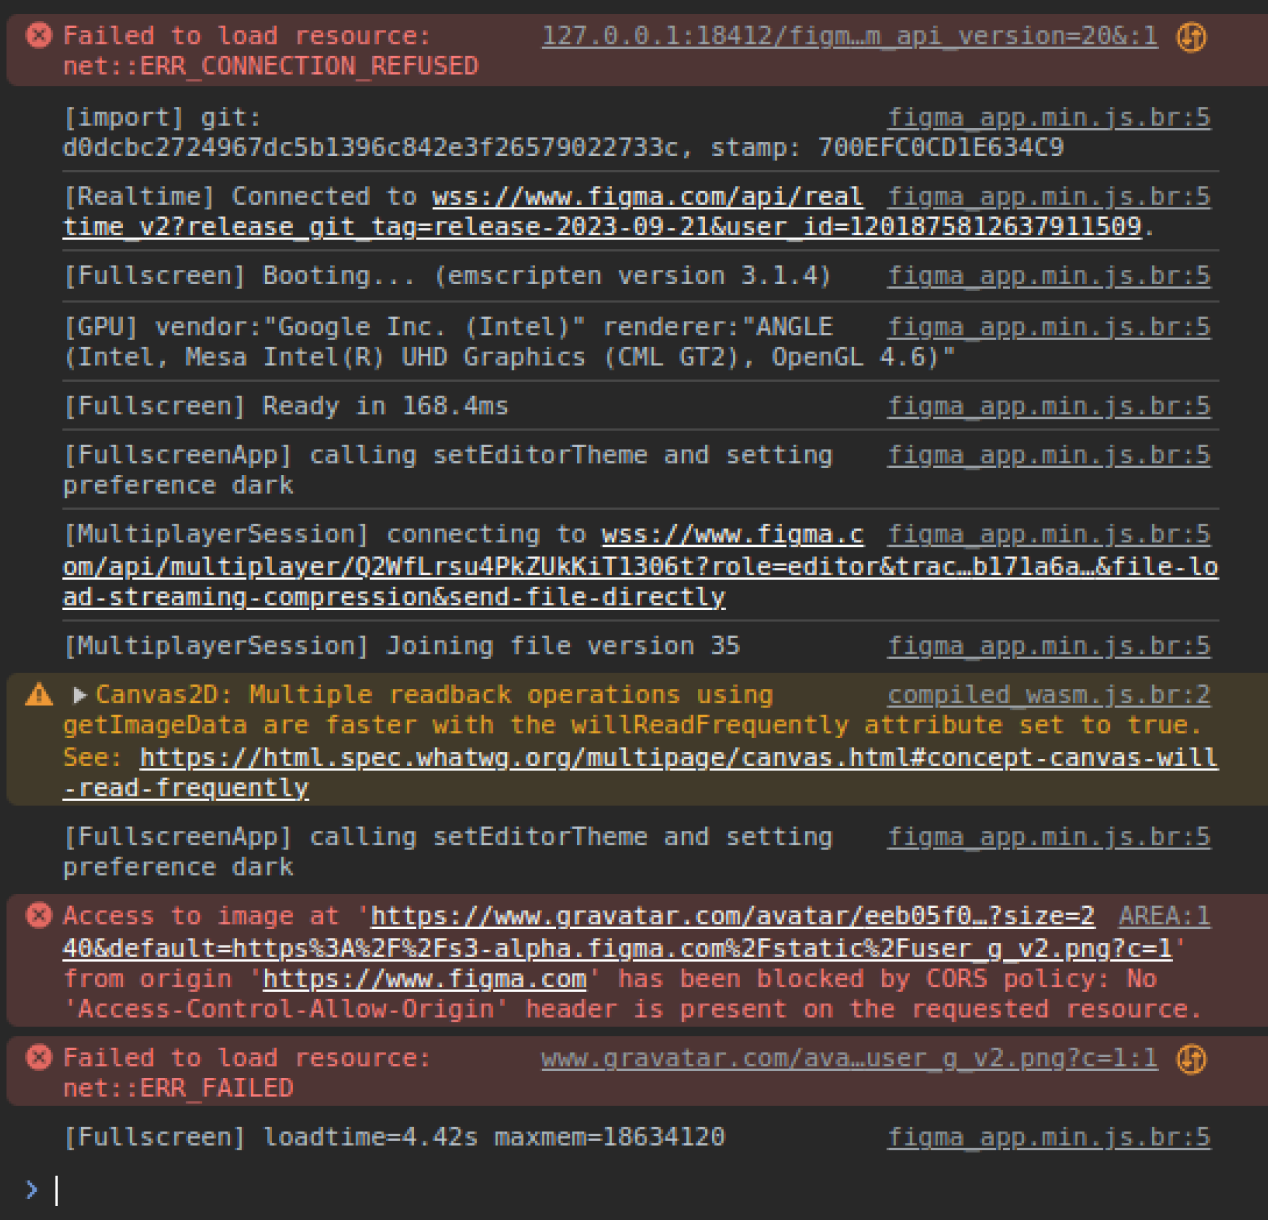 Failed to load resource: 127.0.0.1:18412/figm…m_api_version=20&:1
net::ERR_CONNECTION_REFUSED
[import] git: figma_app.min.js.br:5
d0dcbc2724967dc5b1396c842e3f26579022733c, stamp: 700EFC0CD1E634C9
[Realtime] Connected to wss://www.figma.com/api/real figma_app.min.js.br:5
time_v2?release_git_tag=release-2023-09-21&user_id=1201875812637911509.
[Fullscreen] Booting... (emscripten version 3.1.4) figma_app.min.js.br:5
[GPU] vendor:"Google Inc. (Intel)" renderer:"ANGLE figma_app.min.js.br:5
(Intel, Mesa Intel(R) UHD Graphics (CML GT2), OpenGL 4.6)"
[Fullscreen] Ready in 168.4ms figma_app.min.js.br:5
[FullscreenApp] calling setEditorTheme and setting figma_app.min.js.br:5
preference dark
[MultiplayerSession] connecting to wss://www.figma.c figma_app.min.js.br:5
om/api/multiplayer/Q2WfLrsu4PkZUkKiT1306t?role=editor&trac…b171a6a…&file-lo
ad-streaming-compression&send-file-directly
[MultiplayerSession] Joining file version 35 figma_app.min.js.br:5
Canvas2D: Multiple readback operations using compiled_wasm.js.br:2
getImageData are faster with the willReadFrequently attribute set to true.
See: https://html.spec.whatwg.org/multipage/canvas.html#concept-canvas-will
-read-frequently
[FullscreenApp] calling setEditorTheme and setting figma_app.min.js.br:5
preference dark
Access to image at 'https://www.gravatar.com/avatar/eeb05f0…?size=2 AREA:1
40&default=https%3A%2F%2Fs3-alpha.figma.com%2Fstatic%2Fuser_g_v2.png?c=1'
from origin 'https://www.figma.com' has been blocked by CORS policy: No
'Access-Control-Allow-Origin' header is present on the requested resource.
Failed to load resource: www.gravatar.com/ava…user_g_v2.png?c=1:1
net::ERR_FAILED
[Fullscreen] loadtime=4.42s maxmem=18634120 figma_app.min.js.br:5